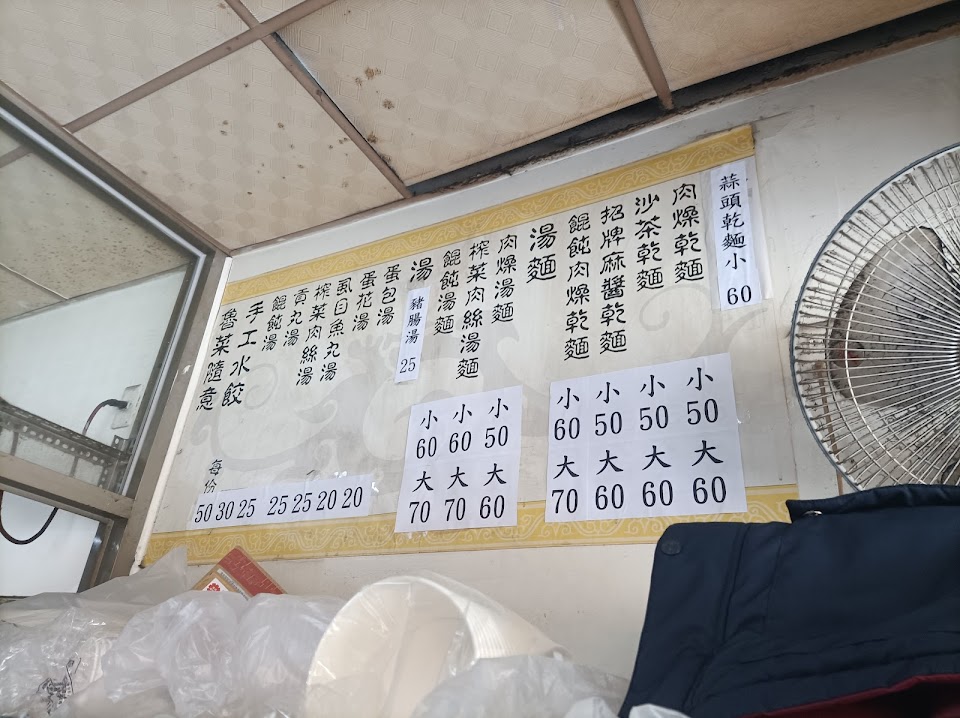 蒜頭乾麵小 60
肉燥乾麵 小 50 大 60
沙茶乾麵 小 50 大 60
招牌麻醬乾麵 小 50 大 60
餛飩肉燥乾麵 小 60 大 70
湯麵
肉燥湯麵 小 50 大 60
榨菜肉絲湯麵 小 60 大 70
餛飩湯麵 小 60 大 70
湯
豬腸湯 25
蛋包湯
蛋花湯
虱目魚丸湯
榨菜肉絲湯
貢丸湯
餛飩湯
手工水餃
魯菜隨意
每份
50 30 25 25 25 20 20